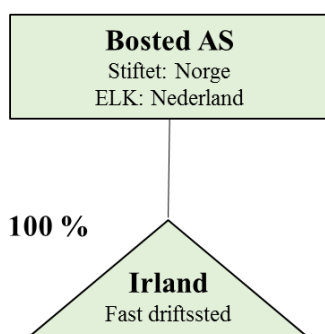 Bosted AS
Stiftet: Norge
ELK: Nederland
100 %
Irland
Fast driftssted